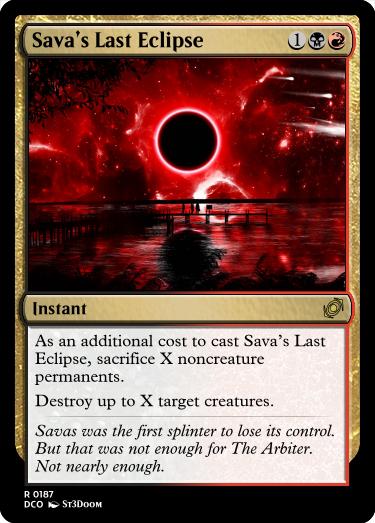 Sava's Last Eclipse 1
Instant
As an additional cost to cast Sava's Last
Eclipse, sacrifice X noncreature
permanents.
Destroy up to X target creatures.
Savas was the first splinter to lose its control.
But that was not enough for The Arbiter.
Not nearly enough.
R 0187
DCO ST3DOOM